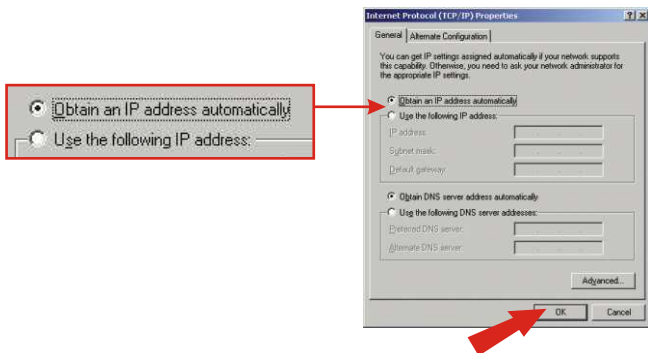 Obtain an IP address automatically
Use the following IP address:
Internet Protocol (TCP/IP) Properties
General
Alternate Configuration
You can get IP settings assigned automatically if your network supports
this capability. Otherwise, you need to ask your network administrator for
the appropriate IP settings.
Obtain an IP address automatically
Use the following IP address:
IP address:
Subnet mask:
Default gateway:
Obtain DNS server address automatically
Use the following DNS server addresses:
Preferred DNS server:
Alternate DNS server:
Advanced...
OK
Cancel